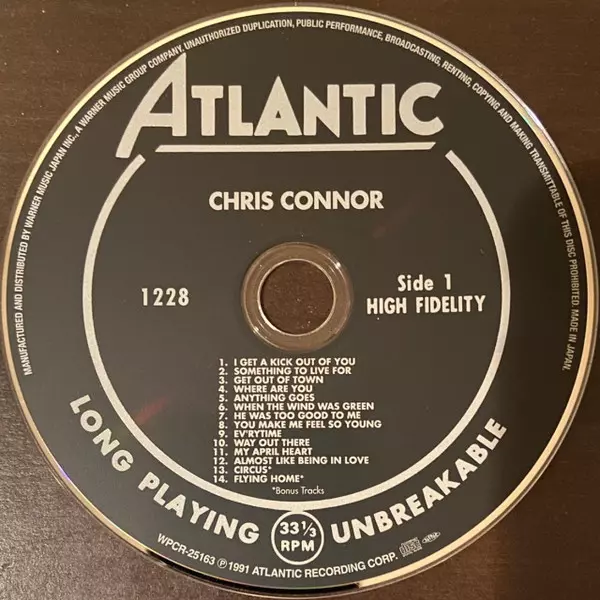 MANUFACTURED AND DISTRIBUTED BY WARNER MUSIC JAPAN INC., A WARNER MUSIC GROUP COMPANY. UNAUTHORIZED DUPLICATION, PUBLIC PERFORMANCE, BROADCASTING, RENTING, COPYING AND MAKING TRANSMITTABLE OF THIS DISC PROHIBITED. MADE IN JAPAN.
ATLANTIC
CHRIS CONNOR
1228
Side 1
HIGH FIDELITY
1. I GET A KICK OUT OF YOU
2. SOMETHING TO LIVE FOR
3. GET OUT OF TOWN
4. WHERE ARE YOU
5. ANYTHING GOES
6. WHEN THE WIND WAS GREEN
7. HE WAS TOO GOOD TO ME
8. YOU MAKE ME FEEL SO YOUNG
9. EV'RYTIME
10. WAY OUT THERE
11. MY APRIL HEART
12. ALMOST LIKE BEING IN LOVE
13. CIRCUS*
14. FLYING HOME*
*Bonus Tracks
LONG PLAYING
33 1/3
RPM
UNBREAKABLE
WPCR-25163 ℗1991 ATLANTIC RECORDING CORP.